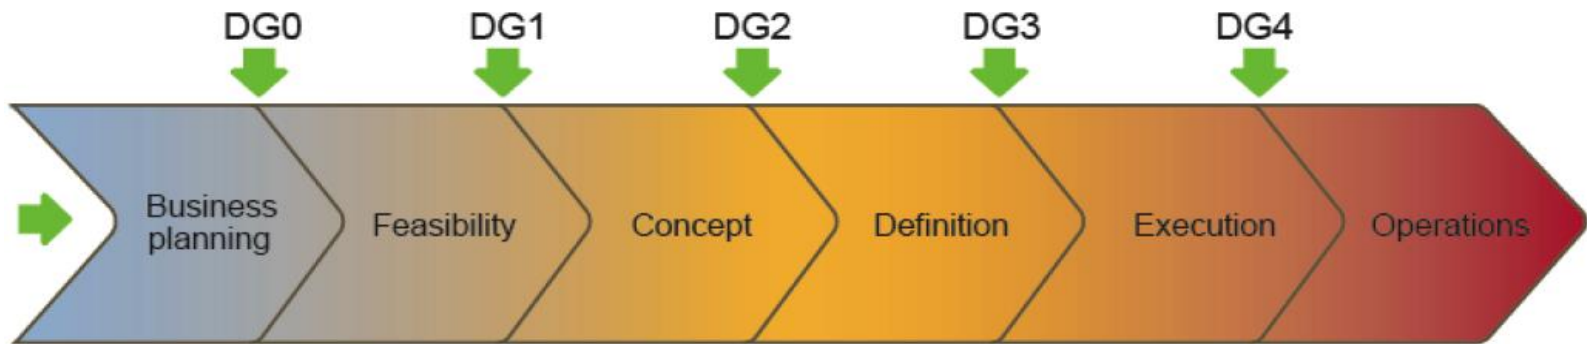 DG0
DG1
DG2
DG3
DG4
Business
planning
Feasibility
Concept
Definition
Execution
Operations